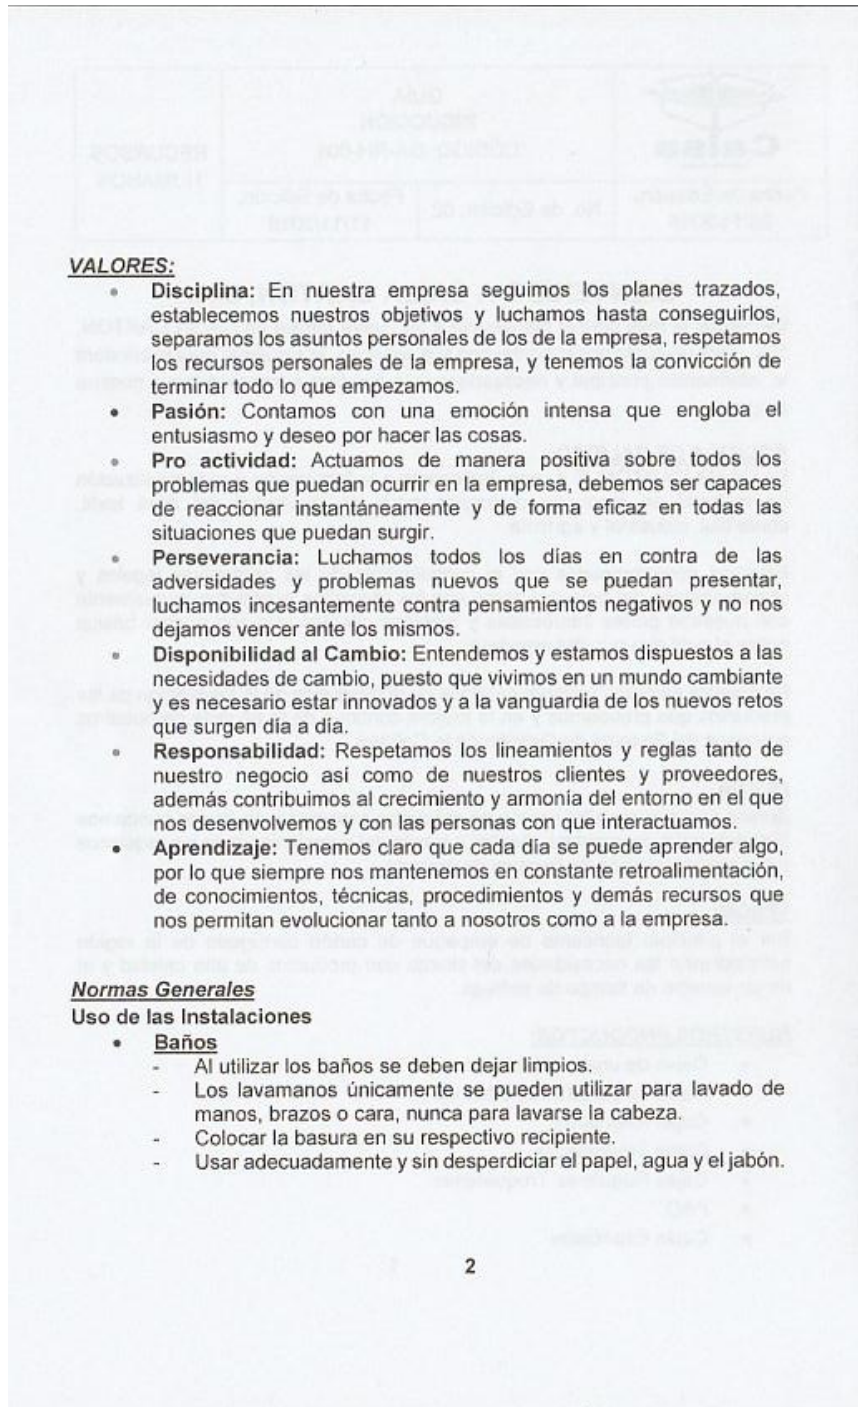 VALORES:
• Disciplina: En nuestra empresa seguimos los planes trazados,
establecemos nuestros objetivos y luchamos hasta conseguirlos,
separamos los asuntos personales de los de la empresa, respetamos
los recursos personales de la empresa, y tenemos la convicción de
terminar todo lo que empezamos.
• Pasión: Contamos con una emoción intensa que engloba el
entusiasmo y deseo por hacer las cosas.
• Pro actividad: Actuamos de manera positiva sobre todos los
problemas que puedan ocurrir en la empresa, debemos ser capaces
de reaccionar instantáneamente y de forma eficaz en todas las
situaciones que puedan surgir.
• Perseverancia: Luchamos todos los días en contra de las
adversidades y problemas nuevos que se puedan presentar,
luchamos incesantemente contra pensamientos negativos y no nos
dejamos vencer ante los mismos.
• Disponibilidad al Cambio: Entendemos y estamos dispuestos a las
necesidades de cambio, puesto que vivimos en un mundo cambiante
y es necesario estar innovados y a la vanguardia de los nuevos retos
que surgen día a día.
• Responsabilidad: Respetamos los lineamientos y reglas tanto de
nuestro negocio así como de nuestros clientes y proveedores,
además contribuimos al crecimiento y armonía del entorno en el que
nos desenvolvemos y con las personas con que interactuamos.
• Aprendizaje: Tenemos claro que cada día se puede aprender algo,
por lo que siempre nos mantenemos en constante retroalimentación,
de conocimientos, técnicas, procedimientos y demás recursos que
nos permitan evolucionar tanto a nosotros como a la empresa.
Normas Generales
Uso de las Instalaciones
• Baños
- Al utilizar los baños se deben dejar limpios.
- Los lavamanos únicamente se pueden utilizar para lavado de
manos, brazos o cara, nunca para lavarse la cabeza.
- Colocar la basura en su respectivo recipiente.
- Usar adecuadamente y sin desperdiciar el papel, agua y el jabón.
2